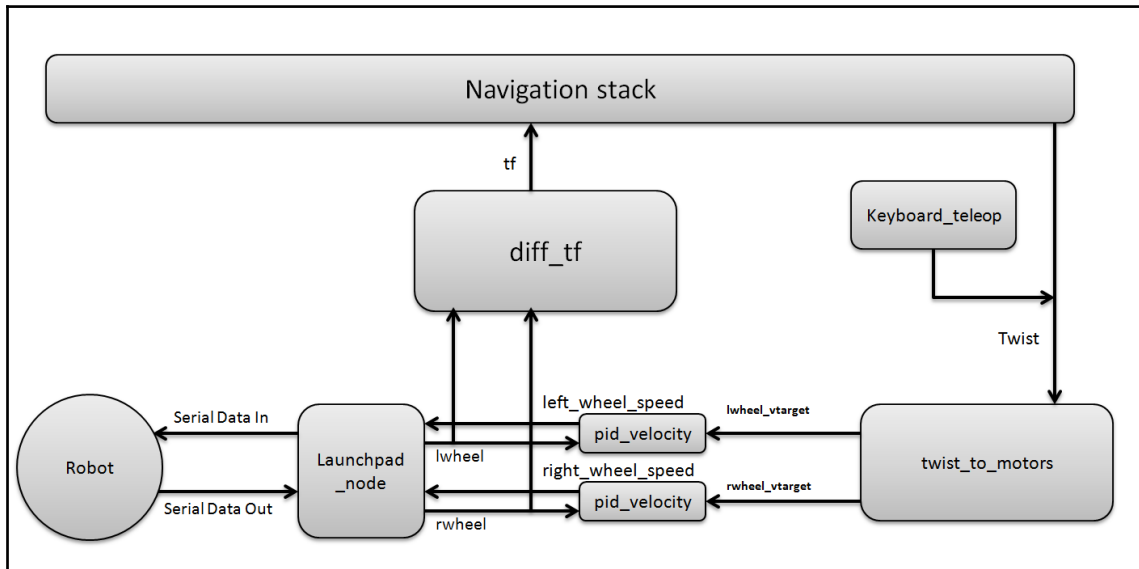 Navigation stack
tf
Keyboard_teleop
diff_tf
Twist
left_wheel_speed
lwheel_vtarget
Serial Data In
pid_velocity
lwheel
Robot
Launchpad
_node
twist_to_motors
right_wheel_speed
rwheel_vtarget
pid_velocity
Serial Data Out
rwheel